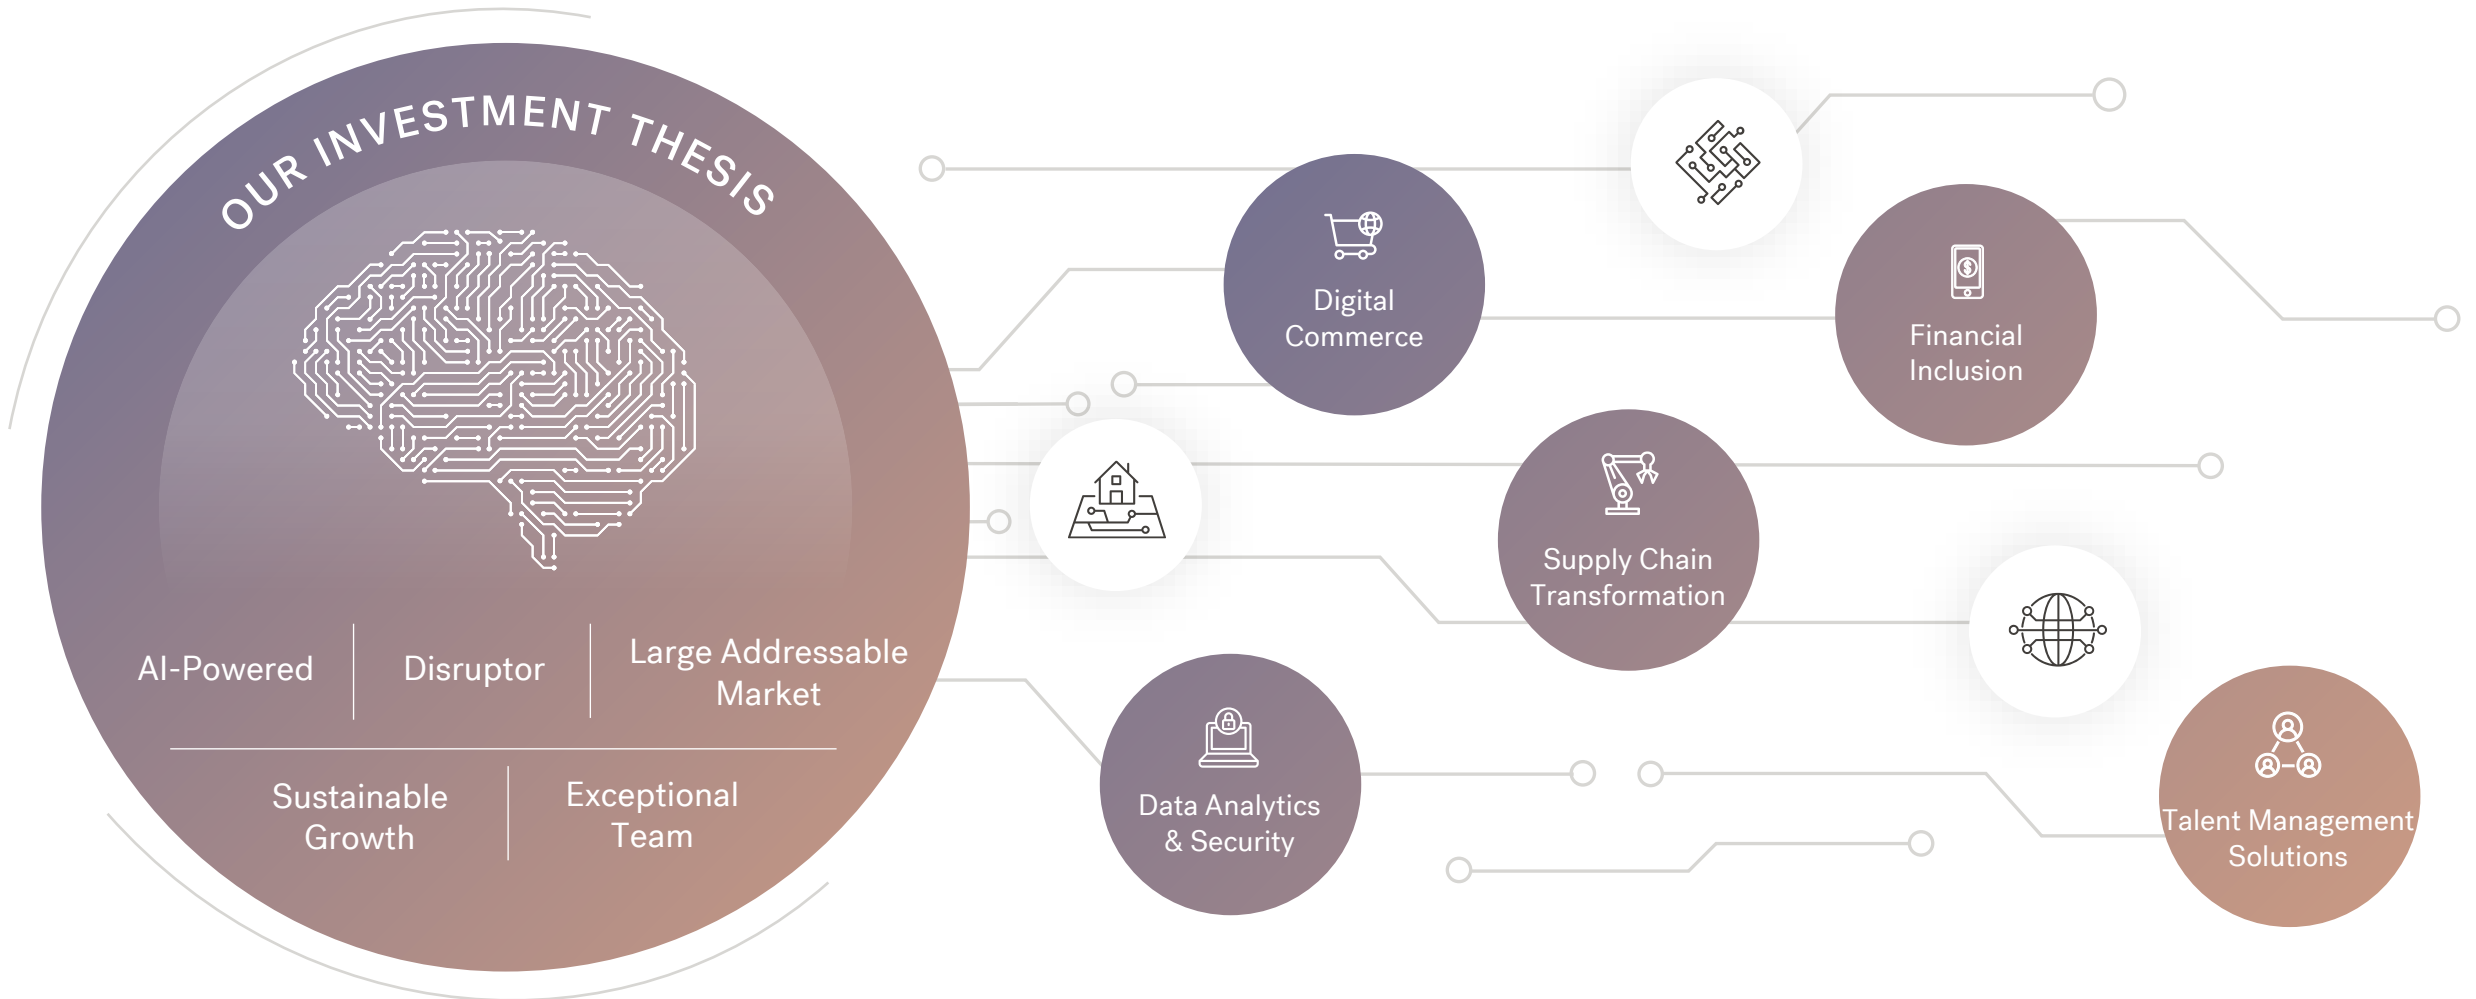 OUR INVESTMENT THESIS
AI-Powered
Disruptor
Large Addressable
Market
Sustainable
Growth
Exceptional
Team
Digital
Commerce
Financial
Inclusion
Supply Chain
Transformation
Data Analytics
& Security
Talent Management
Solutions